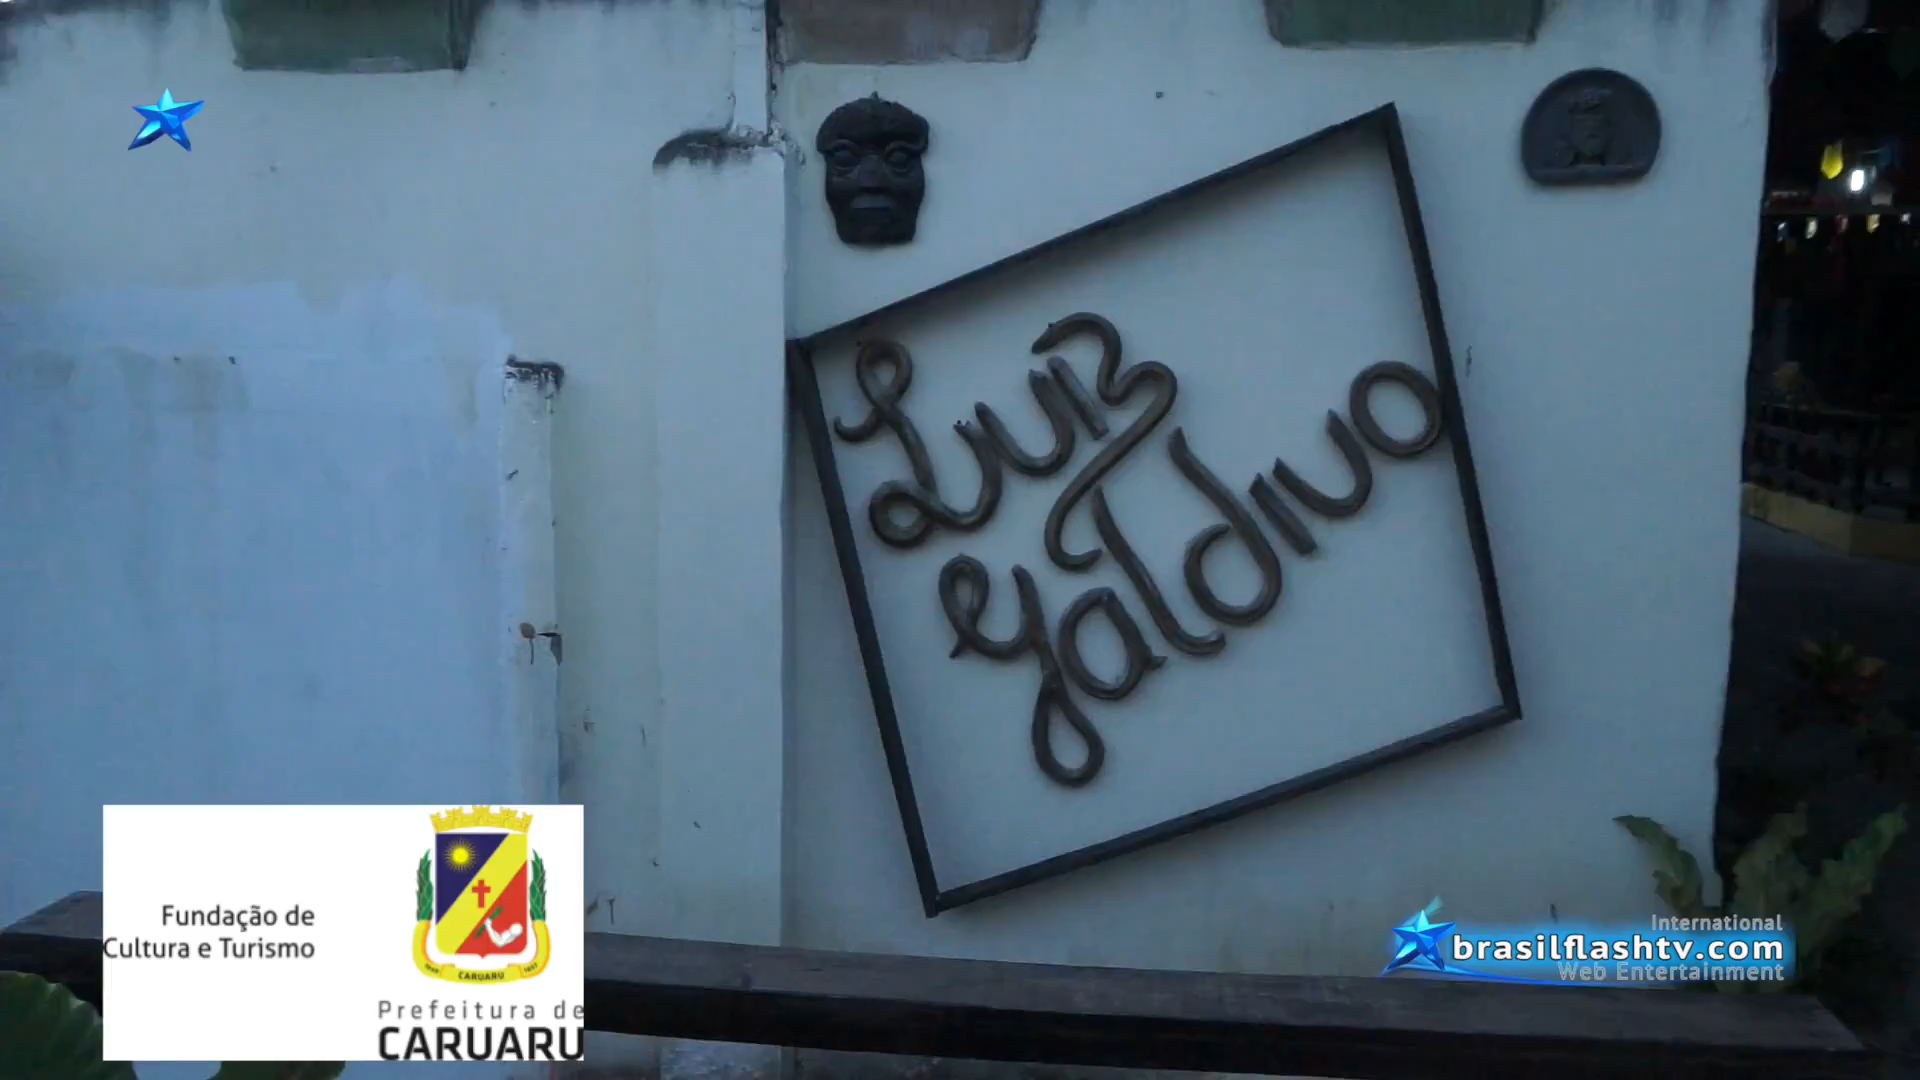 Luiz
galdino
Fundação de
Cultura e Turismo
CARUARU
Prefeitura de
CARUARU
International
brasilflashtv.com
Web Entertainment